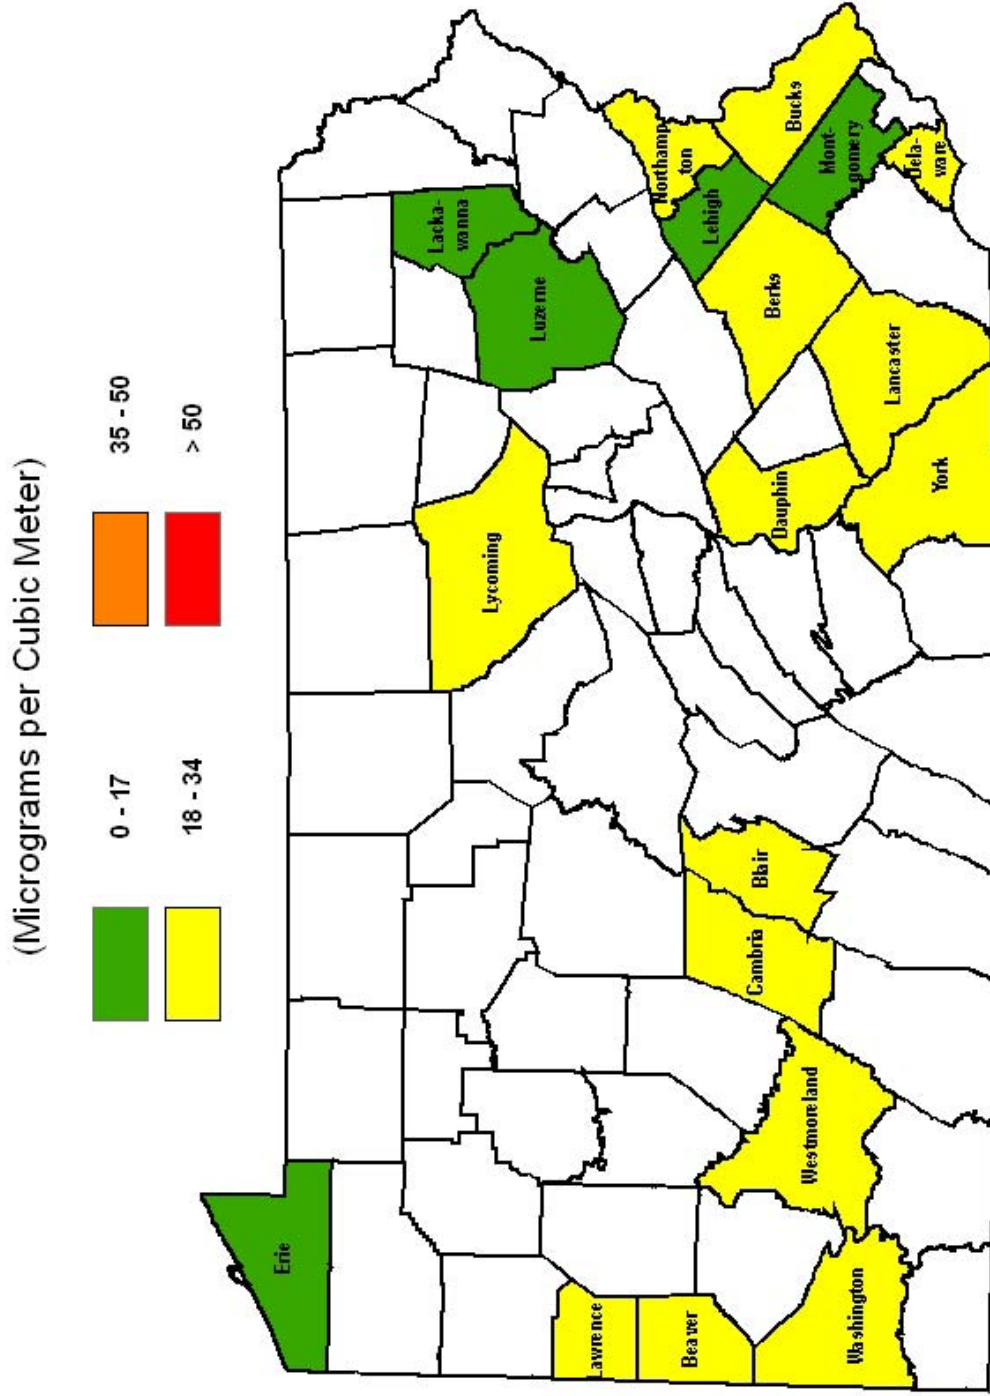 (Micrograms per Cubic Meter)
0 - 17
35 - 50
18 - 34
> 50
Erie
Lacka-
wanna
Luzerne
Lycoming
Northamp
ton
Lehigh
Bucks
Mont-
gomery
Dela-
ware
Berks
Lancaster
York
Dauphin
Blair
Cambria
Westmoreland
Lawrence
Beaver
Washington